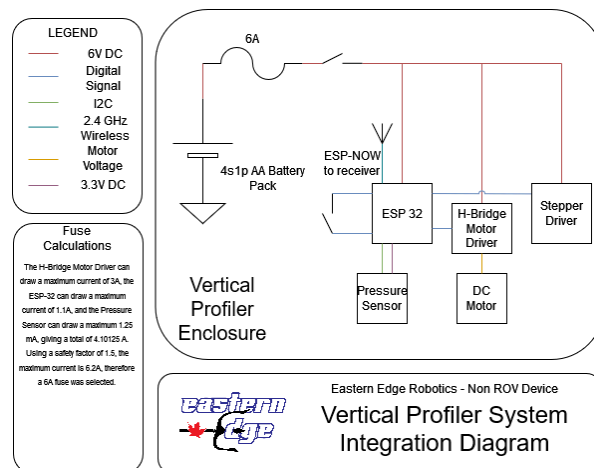 LEGEND
6V DC
Digital
Signal
I2C
2.4 GHz
Wireless
Motor
Voltage
3.3V DC
Fuse
Calculations
The H-Bridge Motor Driver can
draw a maximum current of 3A, the
ESP-32 can draw a maximum
current of 1.1A, and the Pressure
Sensor can draw a maximum 1.25
mA, giving a total of 4.10125 A.
Using a safety factor of 1.5, the
maximum current is 6.2A, therefore
a 6A fuse was selected.
6A
4s1p AA Battery
Pack
ESP-NOW
to receiver
ESP 32
H-Bridge
Motor
Driver
Stepper
Driver
Pressure
Sensor
DC
Motor
Vertical
Profiler
Enclosure
eastern
edge
Eastern Edge Robotics - Non ROV Device
Vertical Profiler System
Integration Diagram